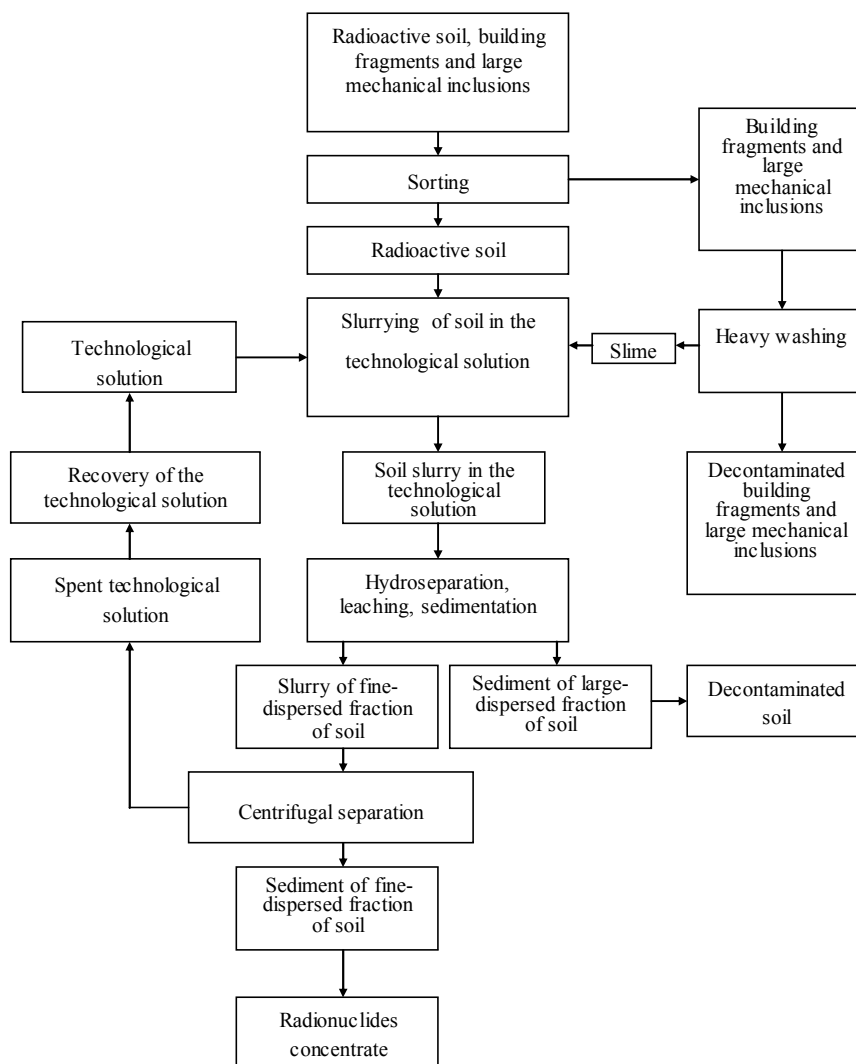 Radioactive soil, building
fragments and large
mechanical inclusions
Building
fragments and
large
mechanical
inclusions
Sorting
Radioactive soil
Slurrying of soil in the
technological solution
Slime
Heavy washing
Technological
solution
Recovery of the
technological solution
Soil slurry in the
technological
solution
Decontaminated
building
fragments and
large mechanical
inclusions
Spent technological
solution
Hydroseparation,
leaching, sedimentation
Slurry of fine-
dispersed fraction
of soil
Sediment of large-
dispersed fraction
of soil
Decontaminated
soil
Centrifugal separation
Sediment of fine-
dispersed fraction
of soil
Radionuclides
concentrate